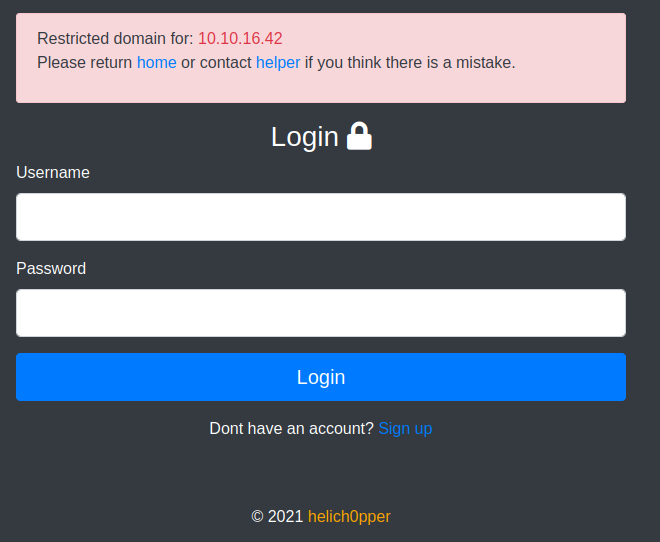 Restricted domain for: 10.10.16.42
Please return home or contact helper if you think there is a mistake.
Login
Username
Password
Login
Dont have an account? Sign up
© 2021 helich0pper